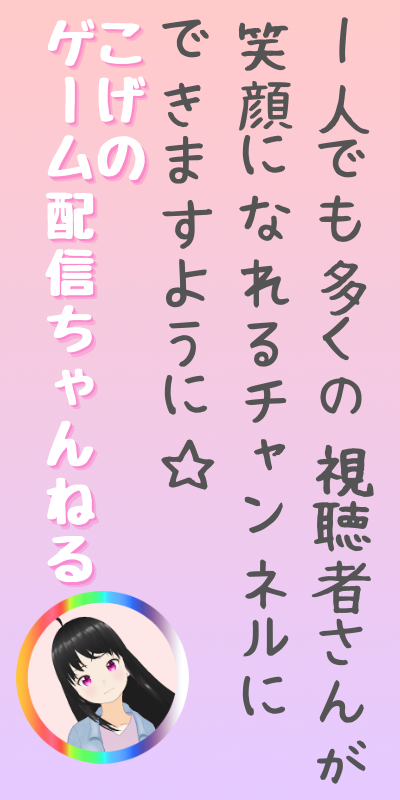 一人でも多くの視聴者さんが
笑顔になれるチャンネルに
できますように☆
こげの
ゲーム配信ちゃんねる